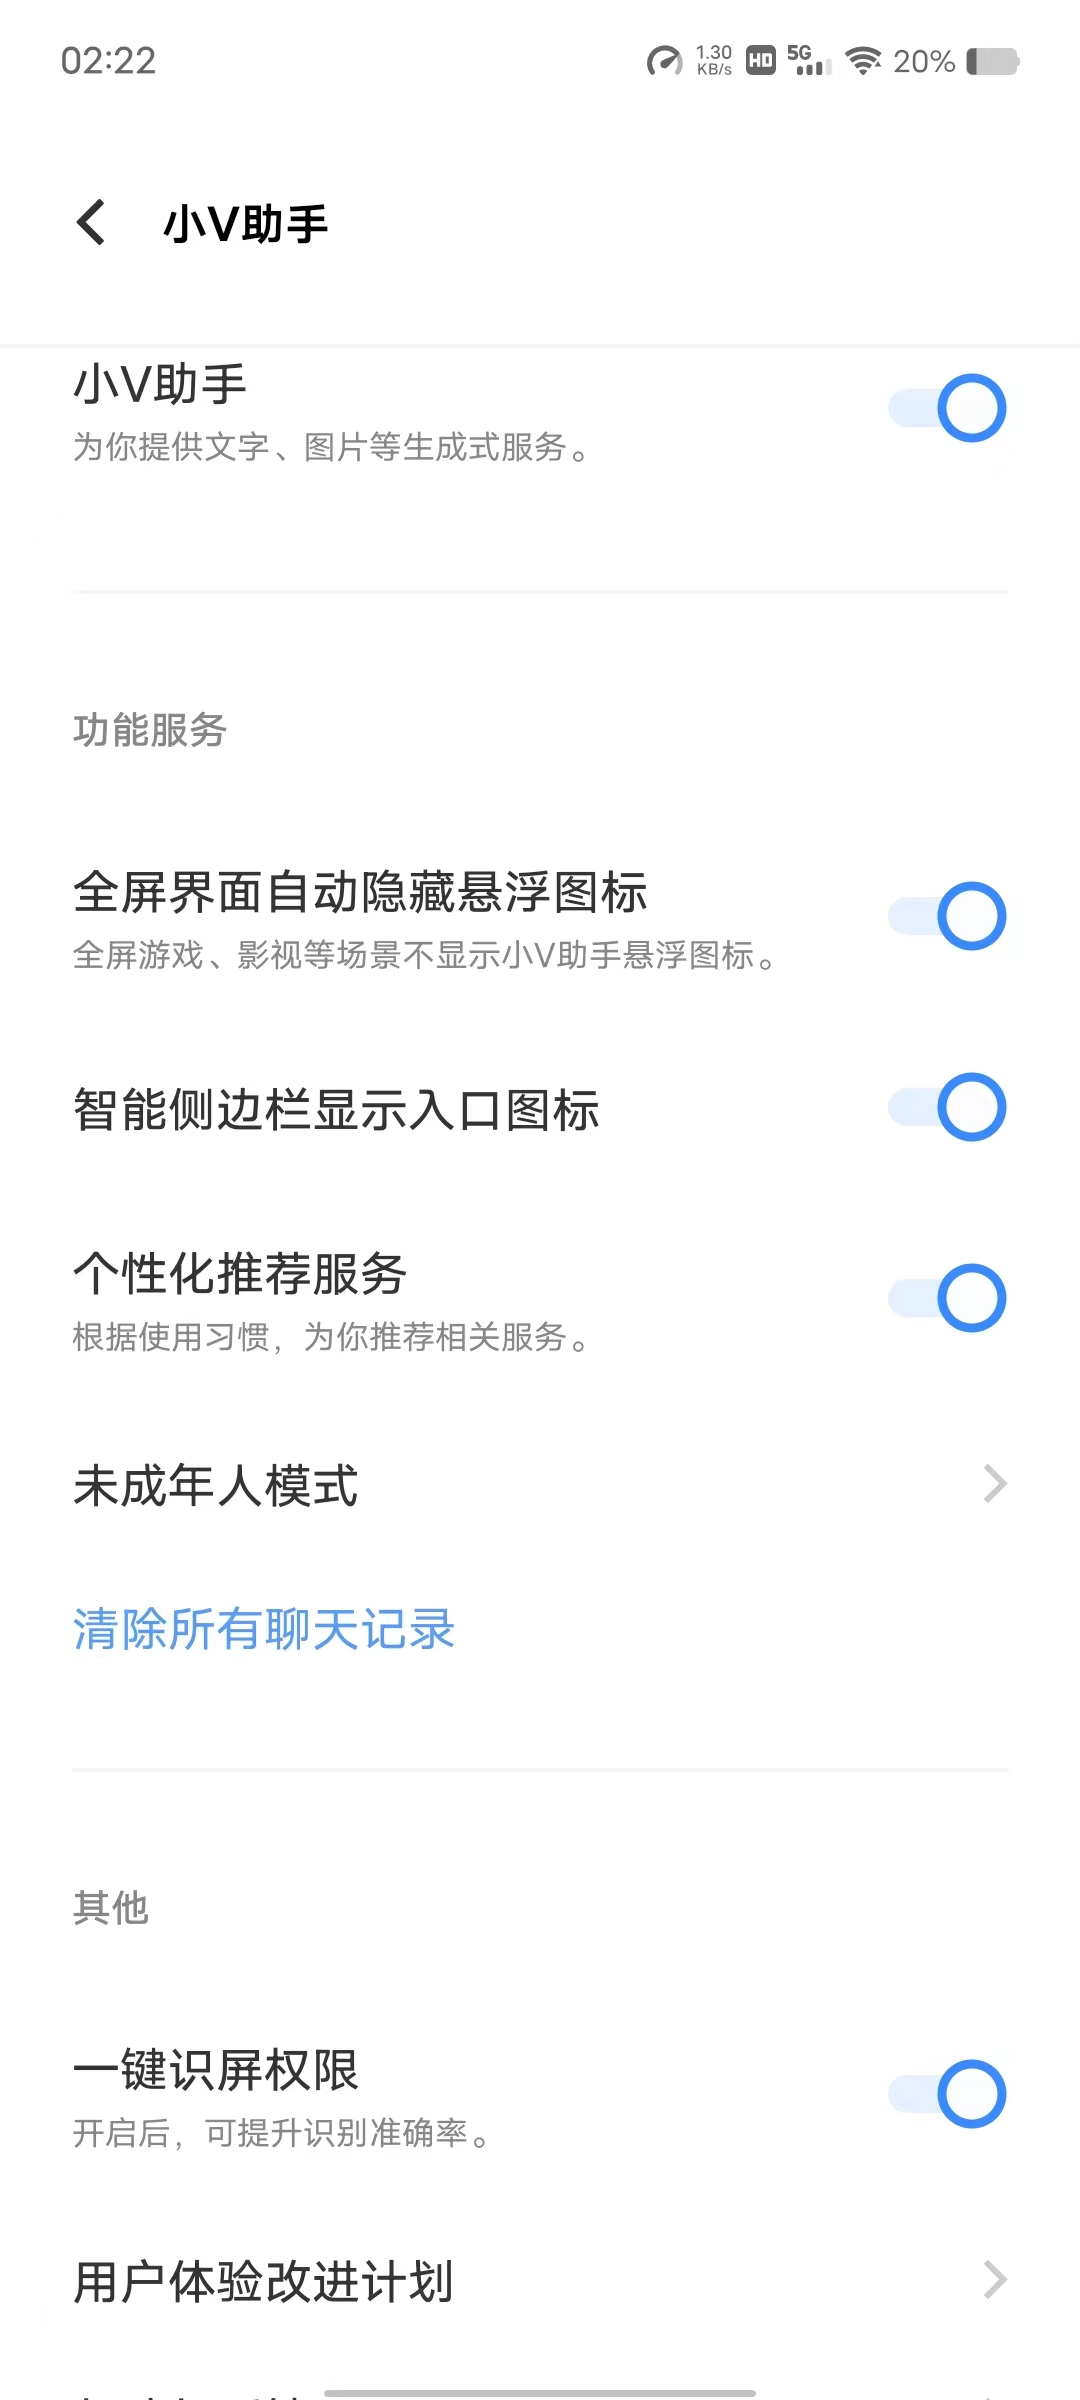 02:22 1.30 KB/s HD 5G 20%
小V助手
小V助手
为你提供文字、图片等生成式服务。
功能服务
全屏界面自动隐藏悬浮图标
全屏游戏、影视等场景不显示小V助手悬浮图标。
智能侧边栏显示入口图标
个性化推荐服务
根据使用习惯，为你推荐相关服务。
未成年人模式
清除所有聊天记录
其他
一键识屏权限
开启后，可提升识别准确率。
用户体验改进计划